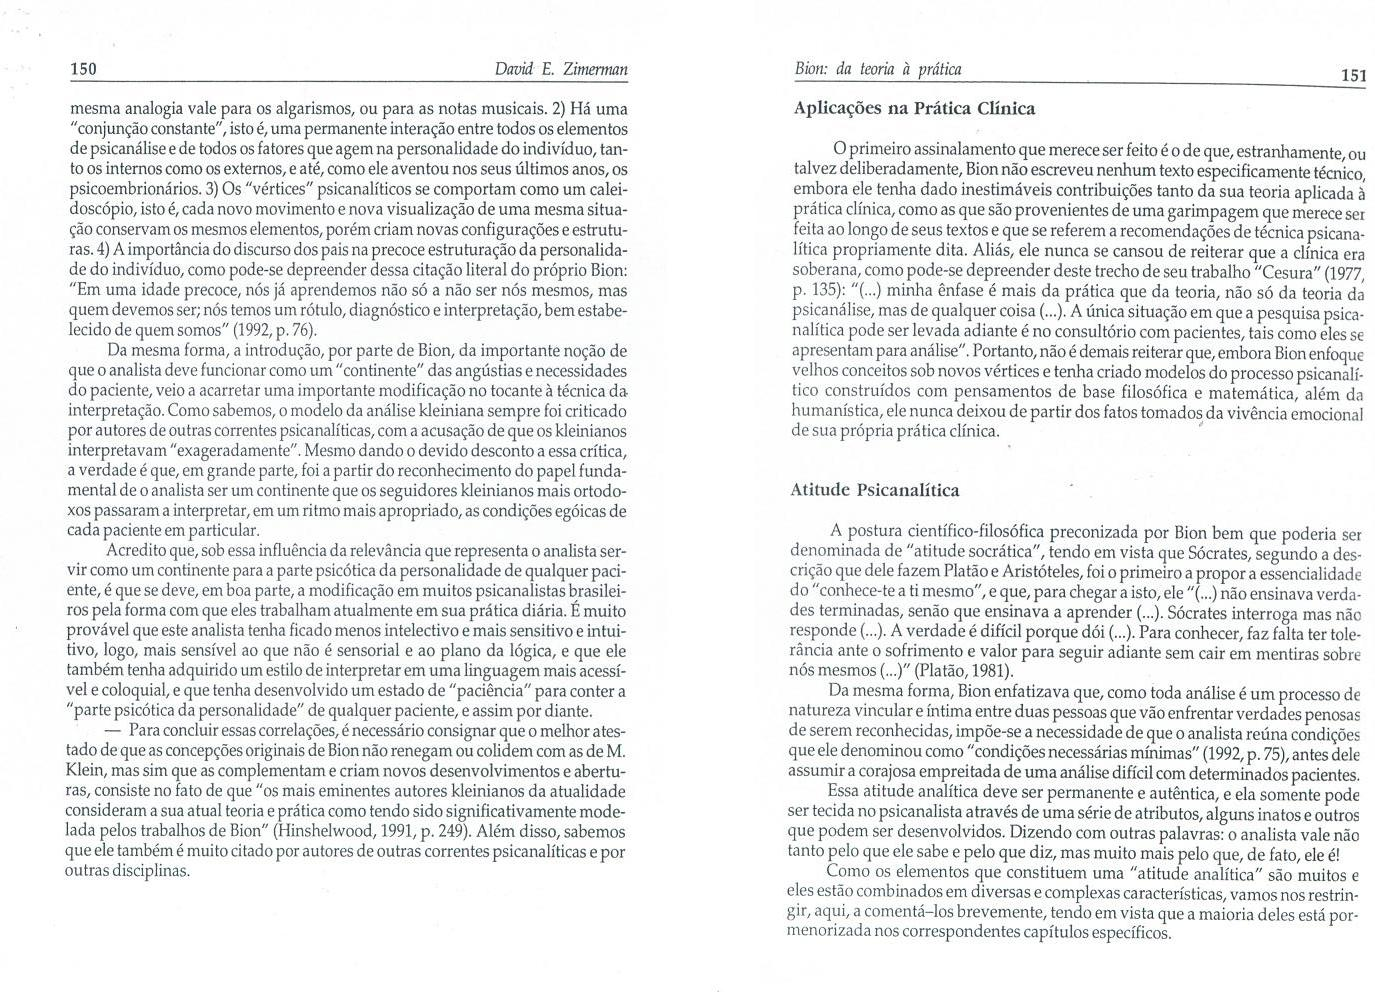 150
David E. Zimerman
mesma analogia vale para os algarismos, ou para as notas musicais. 2) Há uma
"conjunção constante", isto é, uma permanente interação entre todos os elementos
de psicanálise e de todos os fatores que agem na personalidade do indivíduo, tan-
to os internos como os externos, e até, como ele aventou nos seus últimos anos, os
psicoembrionários. 3) Os "vértices" psicanalíticos se comportam como um calei-
doscópio, isto é, cada novo movimento e nova visualização de uma mesma situa-
ção conservam os mesmos elementos, porém criam novas configurações e estrutu-
ras. 4) A importância do discurso dos pais na precoce estruturação da personalida-
de do indivíduo, como pode-se depreender dessa citação literal do próprio Bion:
"Em uma idade precoce, nós já aprendemos não só a não ser nós mesmos, mas
quem devemos ser; nós temos um rótulo, diagnóstico e interpretação, bem estabe-
lecido de quem somos" (1992, p. 76).
Da mesma forma, a introdução, por parte de Bion, da importante noção de
que o analista deve funcionar como um "continente" das angústias e necessidades
do paciente, veio a acarretar uma importante modificação no tocante à técnica da
interpretação. Como sabemos, o modelo da análise kleiniana sempre foi criticado
por autores de outras correntes psicanalíticas, com a acusação de que os kleinianos
interpretavam "exageradamente". Mesmo dando o devido desconto a essa crítica,
a verdade é que, em grande parte, foi a partir do reconhecimento do papel funda-
mental de o analista ser um continente que os seguidores kleinianos mais ortodo-
xos passaram a interpretar, em um ritmo mais apropriado, as condições egóicas de
cada paciente em particular.
Acredito que, sob essa influência da relevância que representa o analista ser-
vir como um continente para a parte psicótica da personalidade de qualquer paci-
ente, é que se deve, em boa parte, a modificação em muitos psicanalistas brasilei-
ros pela forma com que eles trabalham atualmente em sua prática diária. É muito
provável que este analista tenha ficado menos intelectivo e mais sensitivo e intui-
tivo, logo, mais sensível ao que não é sensorial e ao plano da lógica, e que ele
também tenha adquirido um estilo de interpretar em uma linguagem mais acessí-
vel e coloquial, e que tenha desenvolvido um estado de "paciência" para conter a
"parte psicótica da personalidade" de qualquer paciente, e assim por diante.
— Para concluir essas correlações, é necessário consignar que o melhor ates-
tado de que as concepções originais de Bion não renegam ou colidem com as de M.
Klein, mas sim que as complementam e criam novos desenvolvimentos e abertu-
ras, consiste no fato de que "os mais eminentes autores kleinianos da atualidade
consideram a sua atual teoria e prática como tendo sido significativamente mode-
lada pelos trabalhos de Bion" (Hinshelwood, 1991, p. 249). Além disso, sabemos
que ele também é muito citado por autores de outras correntes psicanalíticas e por
outras disciplinas.
Bion: da teoria à prática
151
Aplicações na Prática Clínica
O primeiro assinalamento que merece ser feito é o de que, estranhamente, ou
talvez deliberadamente, Bion não escreveu nenhum texto especificamente técnico,
embora ele tenha dado inestimáveis contribuições tanto da sua teoria aplicada à
prática clínica, como as que são provenientes de uma garimpagem que merece ser
feita ao longo de seus textos e que se referem a recomendações de técnica psicana-
lítica propriamente dita. Aliás, ele nunca se cansou de reiterar que a clínica era
soberana, como pode-se depreender deste trecho de seu trabalho "Cesura" (1977,
p. 135): "(...) minha ênfase é mais da prática que da teoria, não só da teoria da
psicanálise, mas de qualquer coisa (...). A única situação em que a pesquisa psica-
nalítica pode ser levada adiante é no consultório com pacientes, tais como eles se
apresentam para análise". Portanto, não é demais reiterar que, embora Bion enfoque
velhos conceitos sob novos vértices e tenha criado modelos do processo psicanalí-
tico construídos com pensamentos de base filosófica e matemática, além da
humanística, ele nunca deixou de partir dos fatos tomados da vivência emocional
de sua própria prática clínica.
Atitude Psicanalítica
A postura científico-filosófica preconizada por Bion bem que poderia ser
denominada de "atitude socrática", tendo em vista que Sócrates, segundo a des-
crição que dele fazem Platão e Aristóteles, foi o primeiro a propor a essencialidade
do "conhece-te a ti mesmo", e que, para chegar a isto, ele "(...) não ensinava verda-
des terminadas, senão que ensinava a aprender (...). Sócrates interroga mas não
responde (...). A verdade é difícil porque dói (...). Para conhecer, faz falta ter tole-
rância ante o sofrimento e valor para seguir adiante sem cair em mentiras sobre
nós mesmos (...)" (Platão, 1981).
Da mesma forma, Bion enfatizava que, como toda análise é um processo de
natureza vincular e íntima entre duas pessoas que vão enfrentar verdades penosas
de serem reconhecidas, impõe-se a necessidade de que o analista reúna condições
que ele denominou como "condições necessárias mínimas" (1992, p. 75), antes dele
assumir a corajosa empreitada de uma análise difícil com determinados pacientes.
Essa atitude analítica deve ser permanente e autêntica, e ela somente pode
ser tecida no psicanalista através de uma série de atributos, alguns inatos e outros
que podem ser desenvolvidos. Dizendo com outras palavras: o analista vale não
tanto pelo que ele sabe e pelo que diz, mas muito mais pelo que, de fato, ele é!
Como os elementos que constituem uma "atitude analítica" são muitos e
eles estão combinados em diversas e complexas características, vamos nos restrin-
gir, aqui, a comentá-los brevemente, tendo em vista que a maioria deles está por-
menorizada nos correspondentes capítulos específicos.